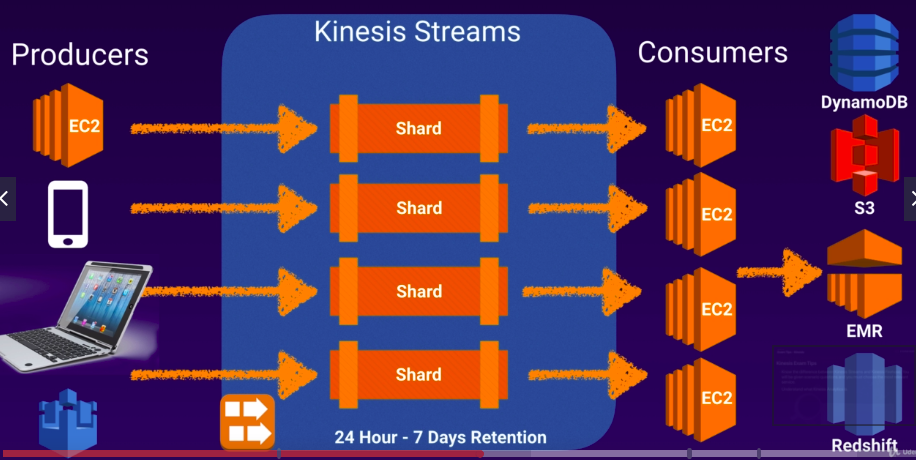 Kinesis Streams
Producers
Consumers
DynamoDB
EC2
Shard
EC2
S3
Shard
EC2
Shard
EC2
EMR
Shard
EC2
24 Hour - 7 Days Retention
Redshift